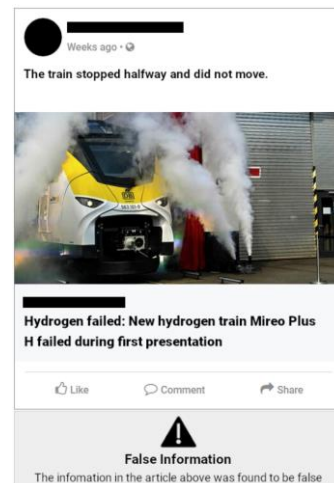 Weeks ago •
The train stopped halfway and did not move.
DB
Hydrogen failed: New hydrogen train Mireo Plus
H failed during first presentation
Like Comment Share
False Information
The infomation in the article above was found to be false